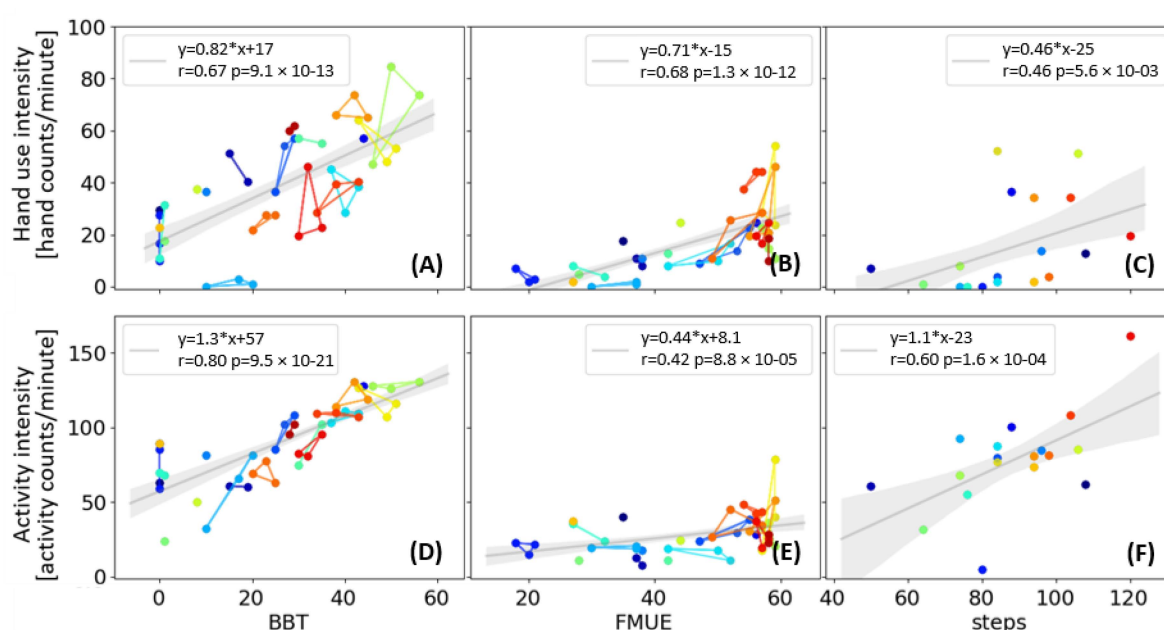 100
80
60
40
20
0
Hand use intensity
[hand counts/minute]
y=0.82*x+17
r=0.67 p=9.1 × 10-13
(A)
y=0.71*x-15
r=0.68 p=1.3 × 10-12
(B)
y=0.46*x-25
r=0.46 p=5.6 × 10-03
(C)
150
100
50
0
Activity intensity
[activity counts/minute]
y=1.3*x+57
r=0.80 p=9.5 × 10-21
(D)
y=0.44*x+8.1
r=0.42 p=8.8 × 10-05
(E)
y=1.1*x-23
r=0.60 p=1.6 × 10-04
(F)
0 20 40 60
20 40 60
40 60 80 100 120
BBT
FMUE
steps